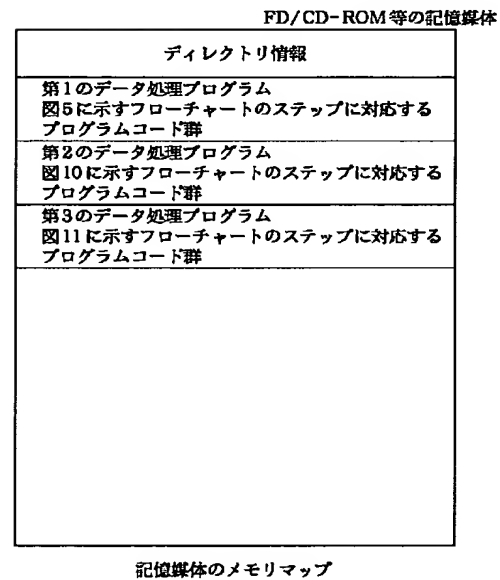 FD/CD-ROM等の記憶媒体
ディレクトリ情報
第1のデータ処理プログラム
図5に示すフローチャートのステップに対応する
プログラムコード群
第2のデータ処理プログラム
図10に示すフローチャートのステップに対応する
プログラムコード群
第3のデータ処理プログラム
図11に示すフローチャートのステップに対応する
プログラムコード群
記憶媒体のメモリマップ